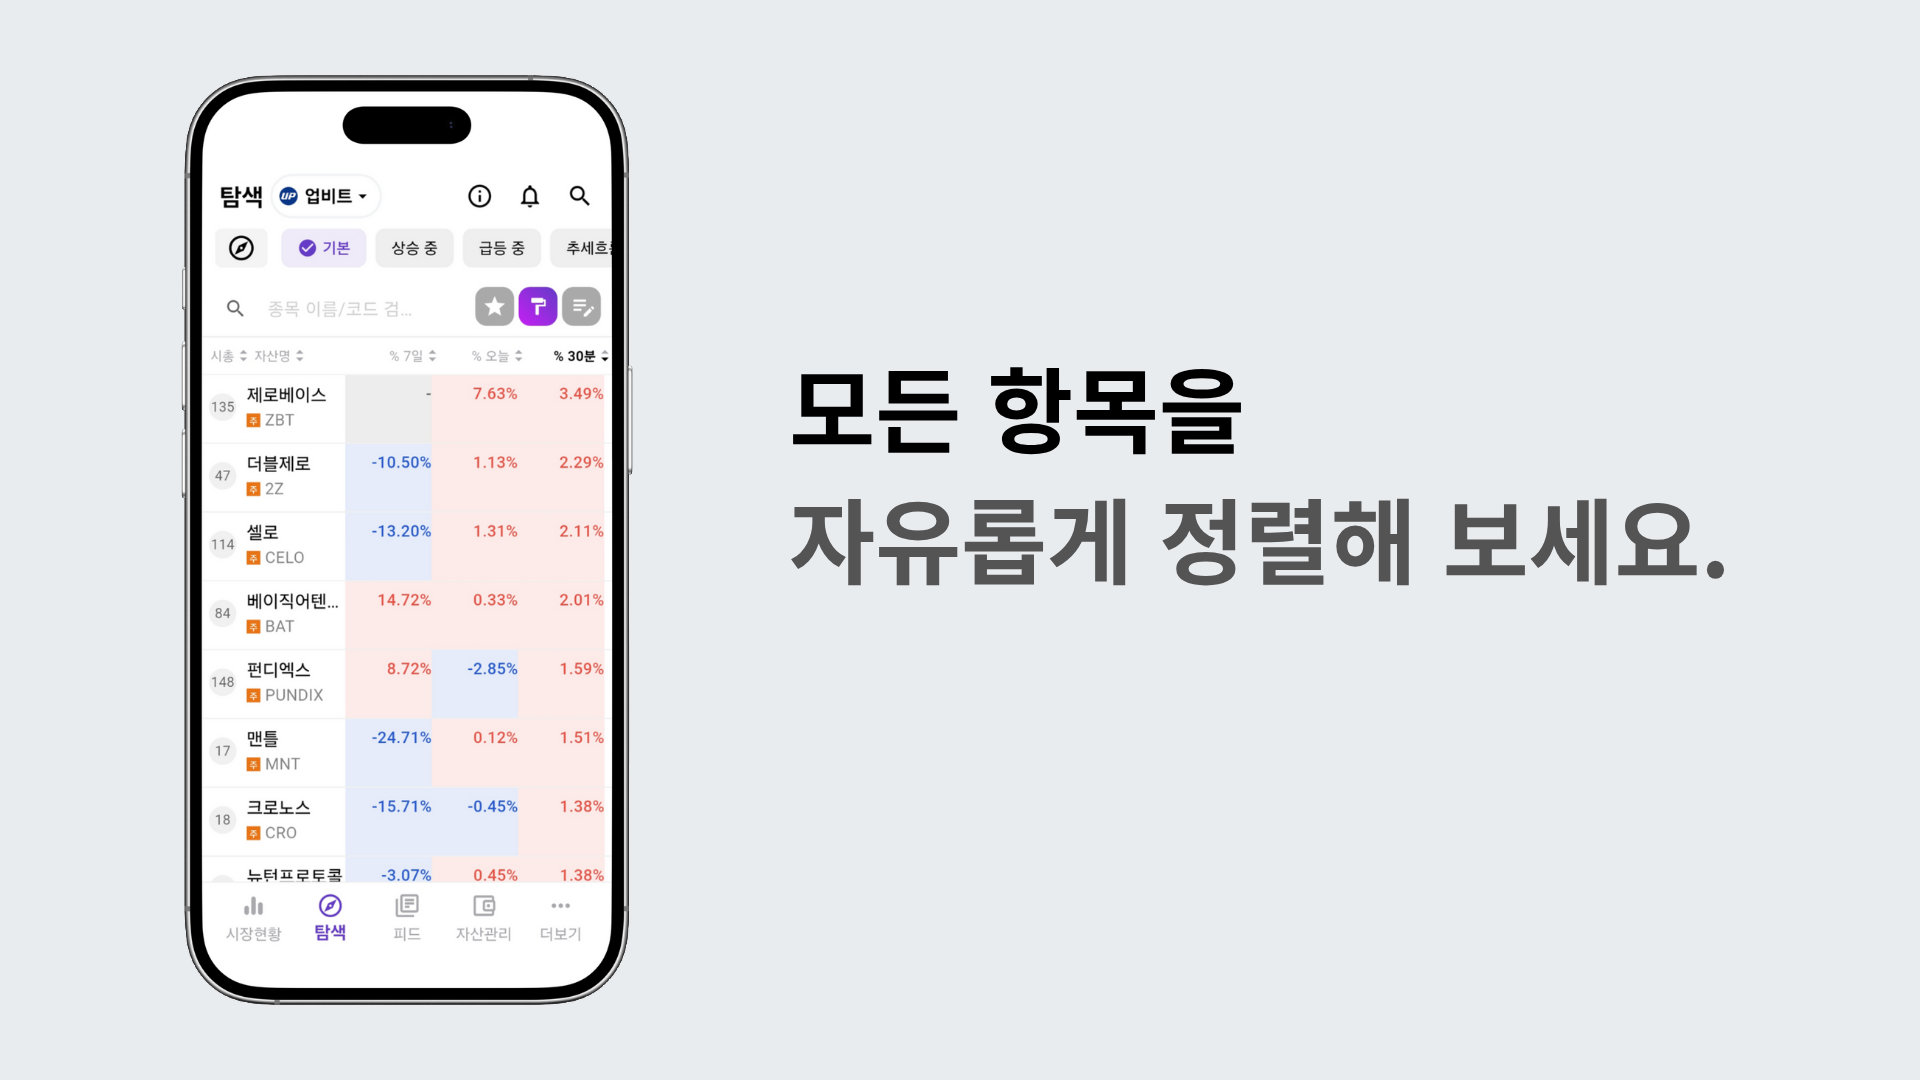 탐색 UP 업비트
기본 상승 중 급등 중 추세흐
종목 이름/코드 검...
시총 자산명 % 7일 % 오늘 % 30분
135 제로베이스 - 7.63% 3.49%
주 ZBT
47 더블제로 -10.50% 1.13% 2.29%
주 2Z
114 셀로 -13.20% 1.31% 2.11%
주 CELO
84 베이직어텐... 14.72% 0.33% 2.01%
주 BAT
148 펀디엑스 8.72% -2.85% 1.59%
주 PUNDIX
17 맨틀 -24.71% 0.12% 1.51%
주 MNT
18 크로노스 -15.71% -0.45% 1.38%
주 CRO
뉴턴프로토콜 -3.07% 0.45% 1.38%
시장현황 탐색 피드 자산관리 더보기
모든 항목을
자유롭게 정렬해 보세요.